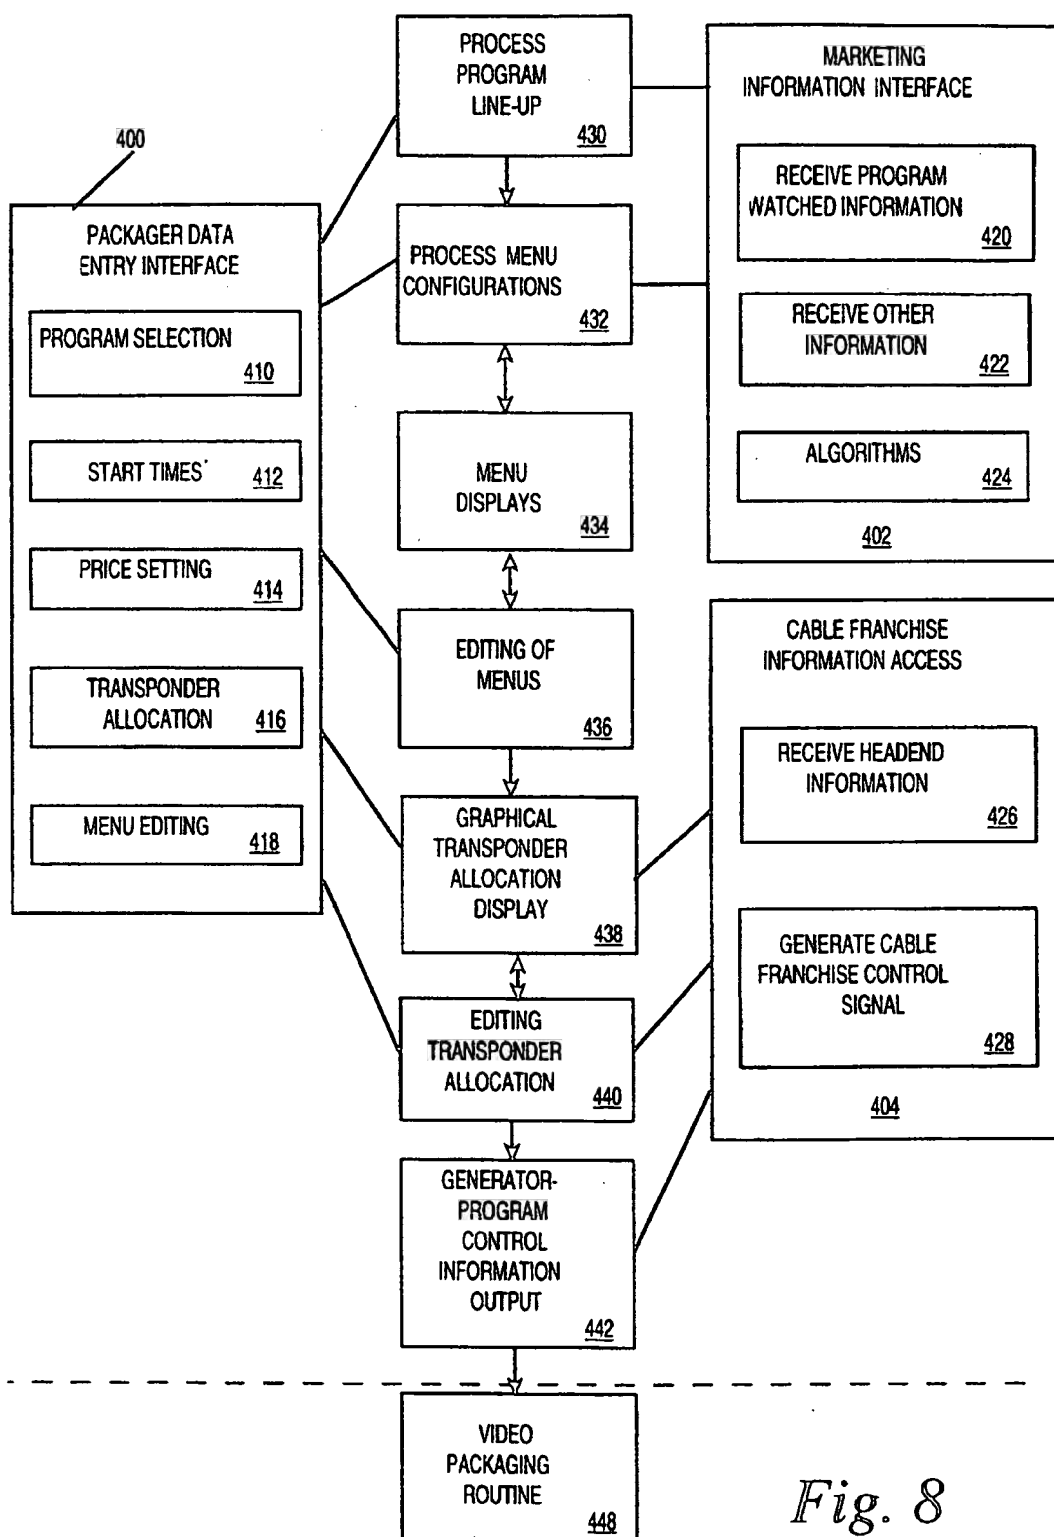 400
PACKAGER DATA
ENTRY INTERFACE
PROGRAM SELECTION
410
START TIMES
412
PRICE SETTING
414
TRANSPONDER
ALLOCATION
416
MENU EDITING
418
PROCESS
PROGRAM
LINE-UP
430
PROCESS MENU
CONFIGURATIONS
432
MENU
DISPLAYS
434
EDITING OF
MENUS
436
GRAPHICAL
TRANSPONDER
ALLOCATION
DISPLAY
438
EDITING
TRANSPONDER
ALLOCATION
440
GENERATOR-
PROGRAM
CONTROL
INFORMATION
OUTPUT
442
VIDEO
PACKAGING
ROUTINE
448
MARKETING
INFORMATION INTERFACE
RECEIVE PROGRAM
WATCHED INFORMATION
420
RECEIVE OTHER
INFORMATION
422
ALGORITHMS
424
402
CABLE FRANCHISE
INFORMATION ACCESS
RECEIVE HEADEND
INFORMATION
426
GENERATE CABLE
FRANCHISE CONTROL
SIGNAL
428
404
Fig. 8